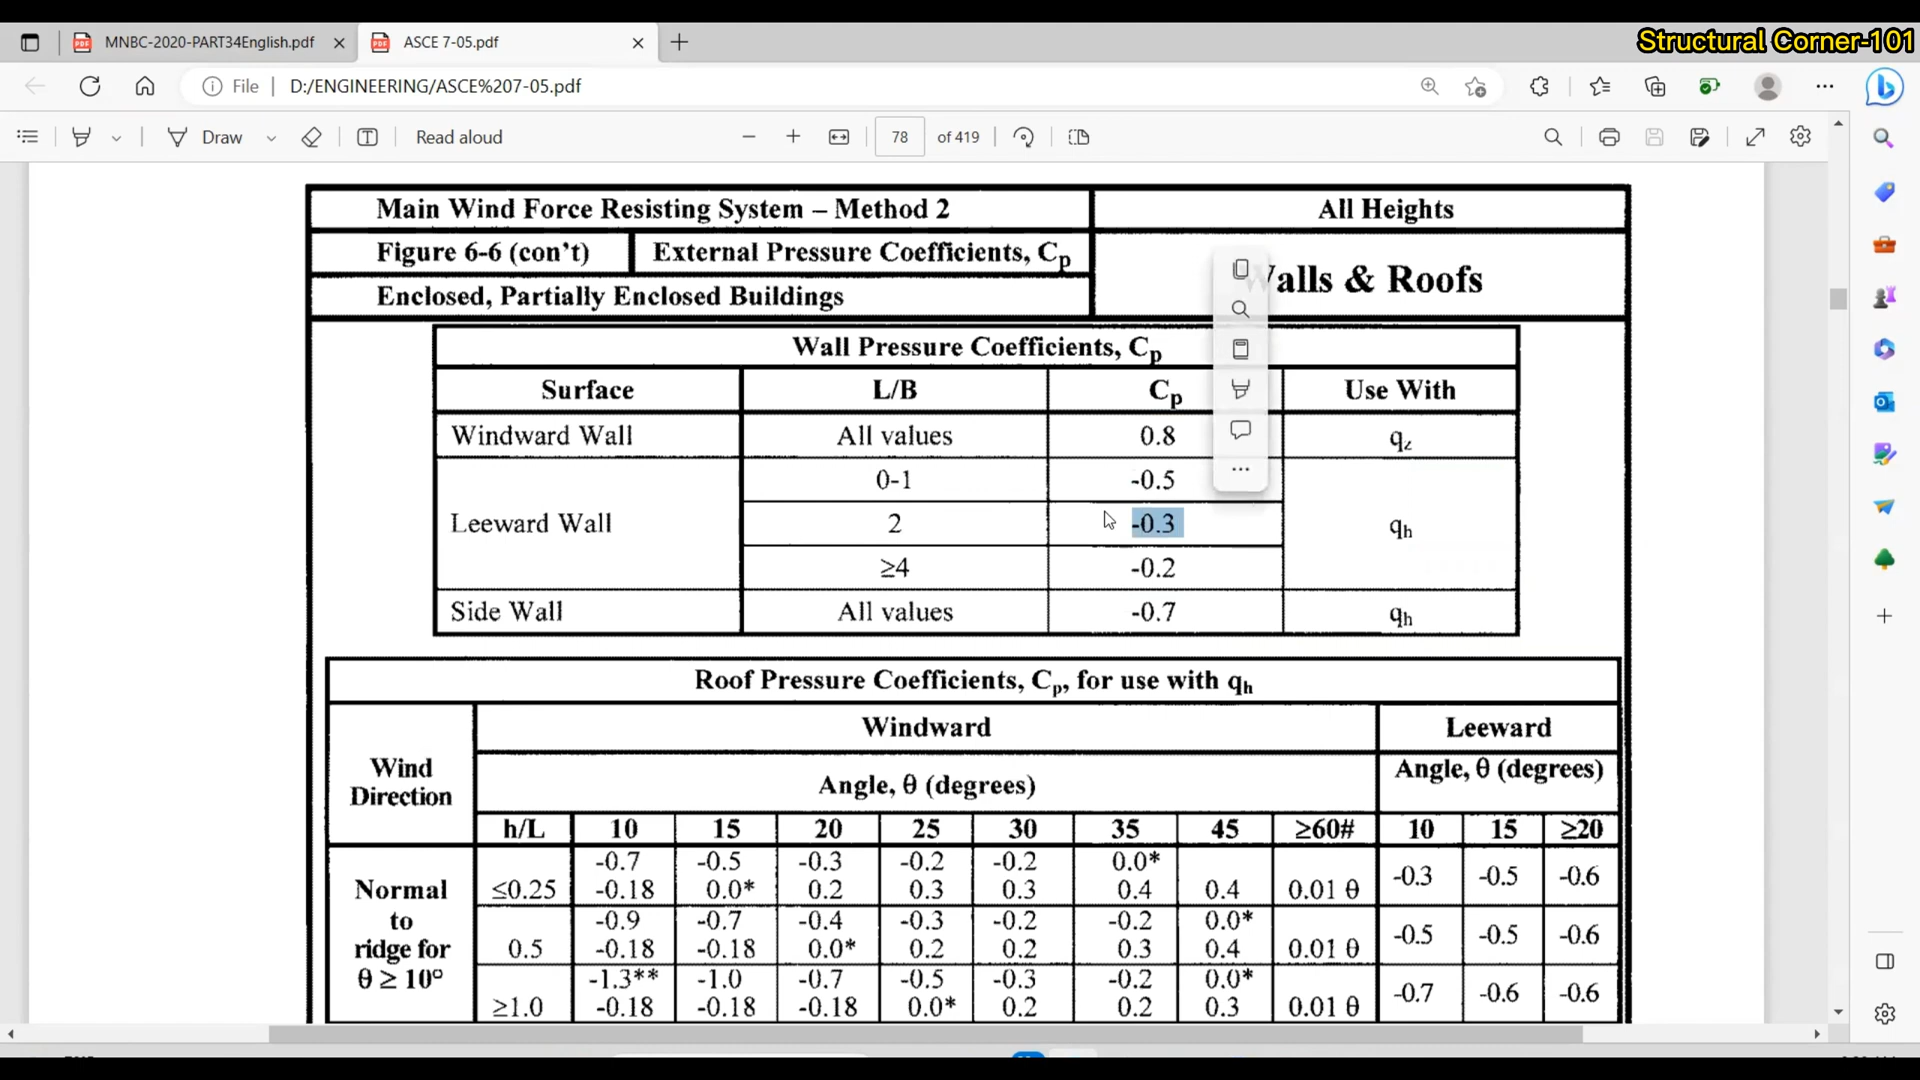 MNBC-2020-PART34English.pdf
ASCE 7-05.pdf
Structural Corner-101
File
D:/ENGINEERING/ASCE%207-05.pdf
Draw
Read aloud
78
of 419
Main Wind Force Resisting System – Method 2
All Heights
Figure 6-6 (con't)
External Pressure Coefficients, Cp
Walls & Roofs
Enclosed, Partially Enclosed Buildings
Wall Pressure Coefficients, Cp
Surface L/B Cp Use With
Windward Wall All values 0.8 qz
0-1 -0.5
Leeward Wall 2 -0.3 qh
≥4 -0.2
Side Wall All values -0.7 qh
Roof Pressure Coefficients, Cp, for use with qh
Wind
Direction
Windward
Leeward
Angle, θ (degrees)
Angle, θ (degrees)
h/L 10 15 20 25 30 35 45 ≥60# 10 15 ≥20
Normal
to
ridge for
θ ≥ 10°
-0.7 -0.5 -0.3 -0.2 -0.2 0.0*
≤0.25 -0.18 0.0* 0.2 0.3 0.3 0.4 0.4 0.01 θ -0.3 -0.5 -0.6
-0.9 -0.7 -0.4 -0.3 -0.2 -0.2 0.0*
0.5 -0.18 -0.18 0.0* 0.2 0.2 0.3 0.4 0.01 θ -0.5 -0.5 -0.6
-1.3** -1.0 -0.7 -0.5 -0.3 -0.2 0.0*
≥1.0 -0.18 -0.18 -0.18 0.0* 0.2 0.2 0.3 0.01 θ -0.7 -0.6 -0.6